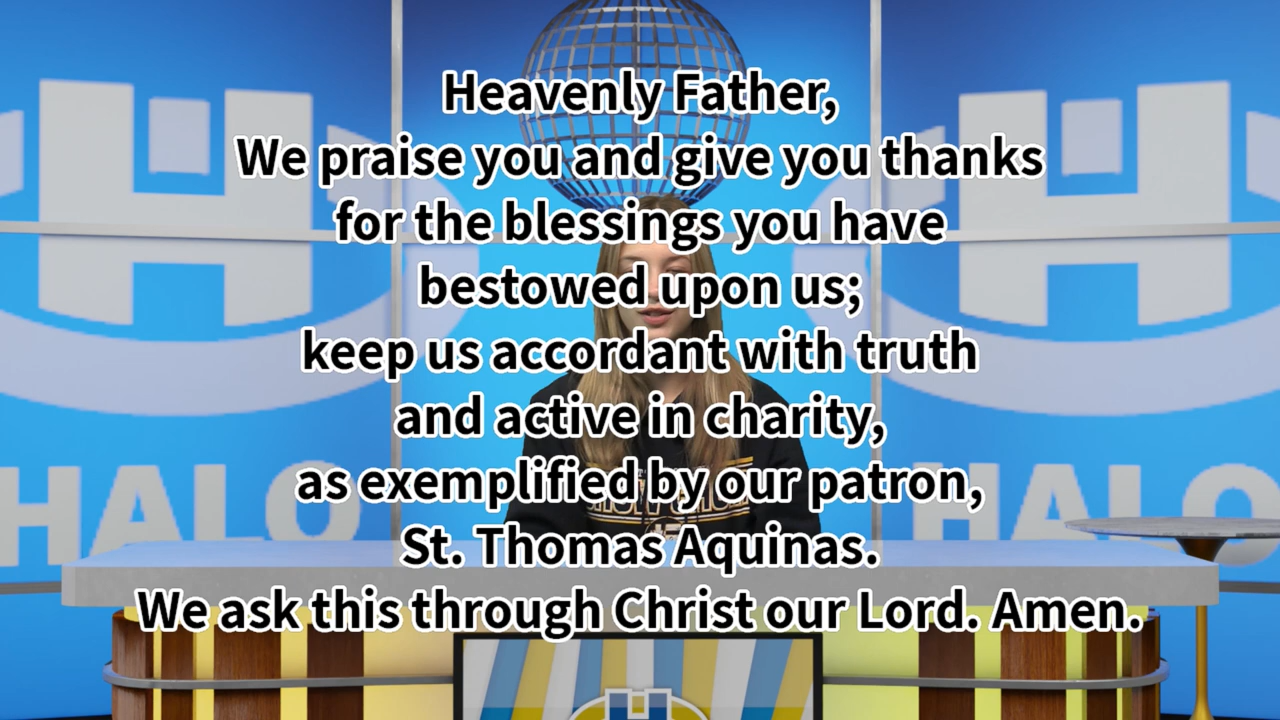 Heavenly Father,
We praise you and give you thanks
for the blessings you have
bestowed upon us;
keep us accordant with truth
and active in charity,
as exemplified by our patron,
St. Thomas Aquinas.
We ask this through Christ our Lord. Amen.
H
H
HALO
HALO